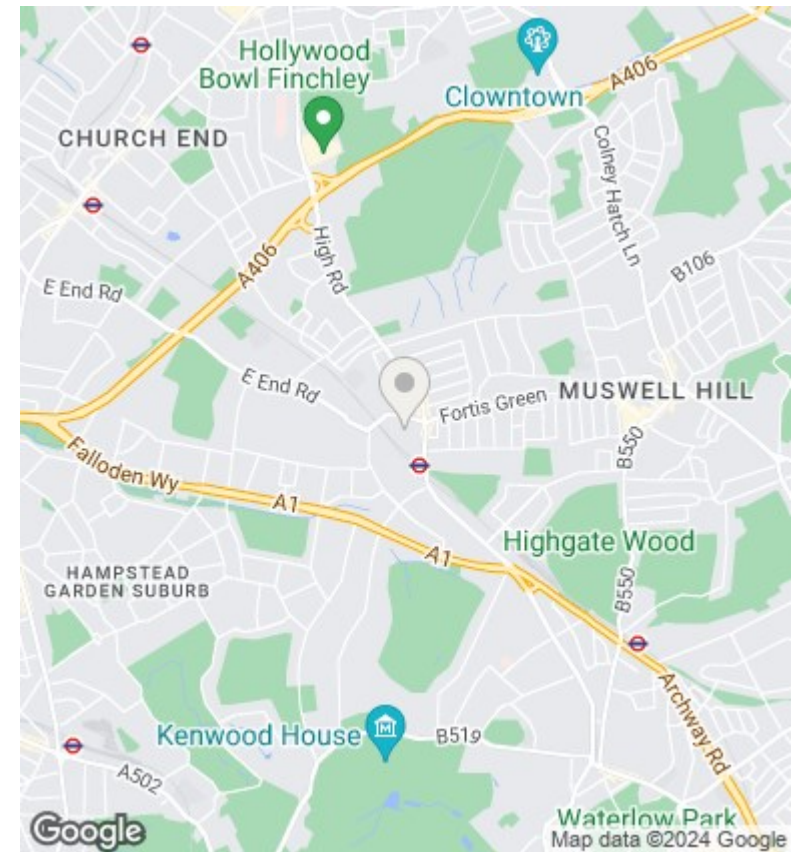 Hollywood
Bowl Finchley
Clowntown
A406
CHURCH END
Colney Hatch Ln
High Rd
A406
B106
E End Rd
E End Rd
Fortis Green
MUSWELL HILL
B550
Falloden Wy
A1
A1
Highgate Wood
HAMPSTEAD
GARDEN SUBURB
B550
Archway Rd
Kenwood House
B519
A502
Waterlow Park
Google
Map data ©2024 Google